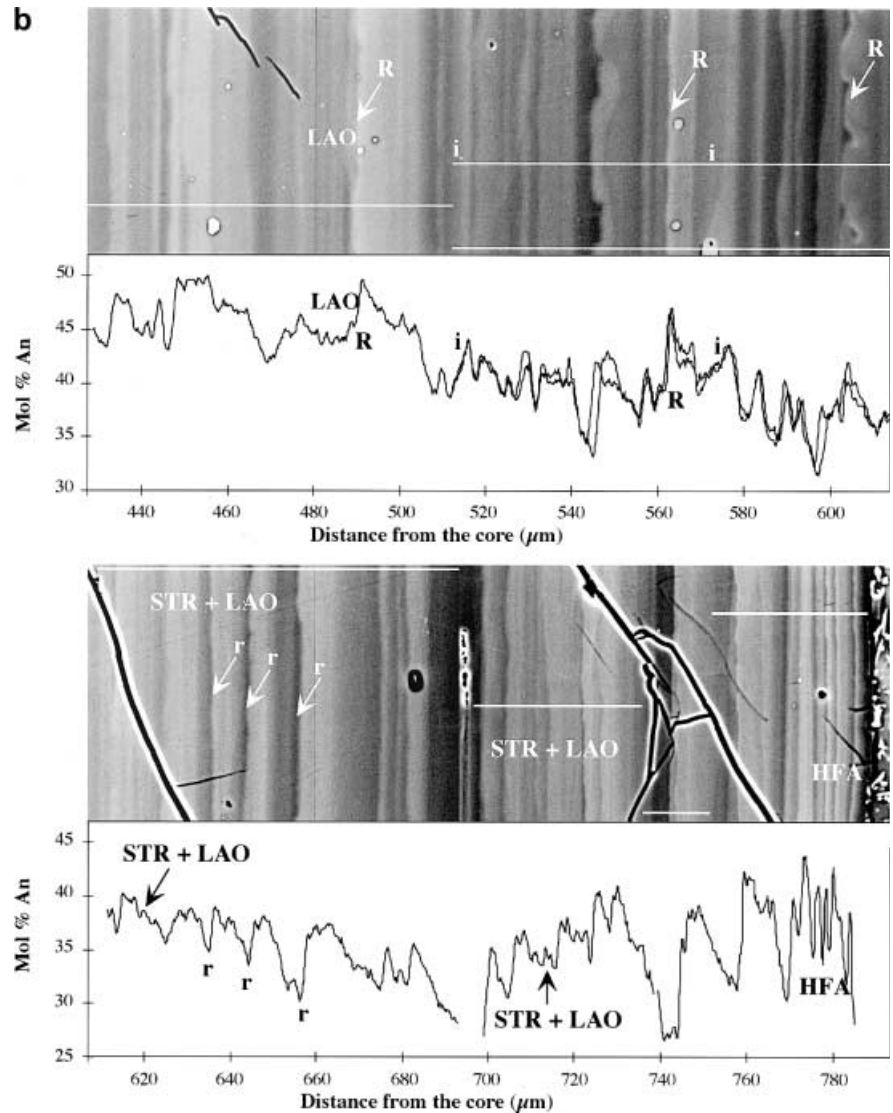 b
R
R
R
LAO
i
i
50
45
40
35
30
Mol % An
LAO
R
i
R
i
440 460 480 500 520 540 560 580 600
Distance from the core (µm)
STR + LAO
r
r
r
STR + LAO
HFA
45
40
35
30
25
Mol % An
STR + LAO
r
r
r
STR + LAO
HFA
620 640 660 680 700 720 740 760 780
Distance from the core (µm)